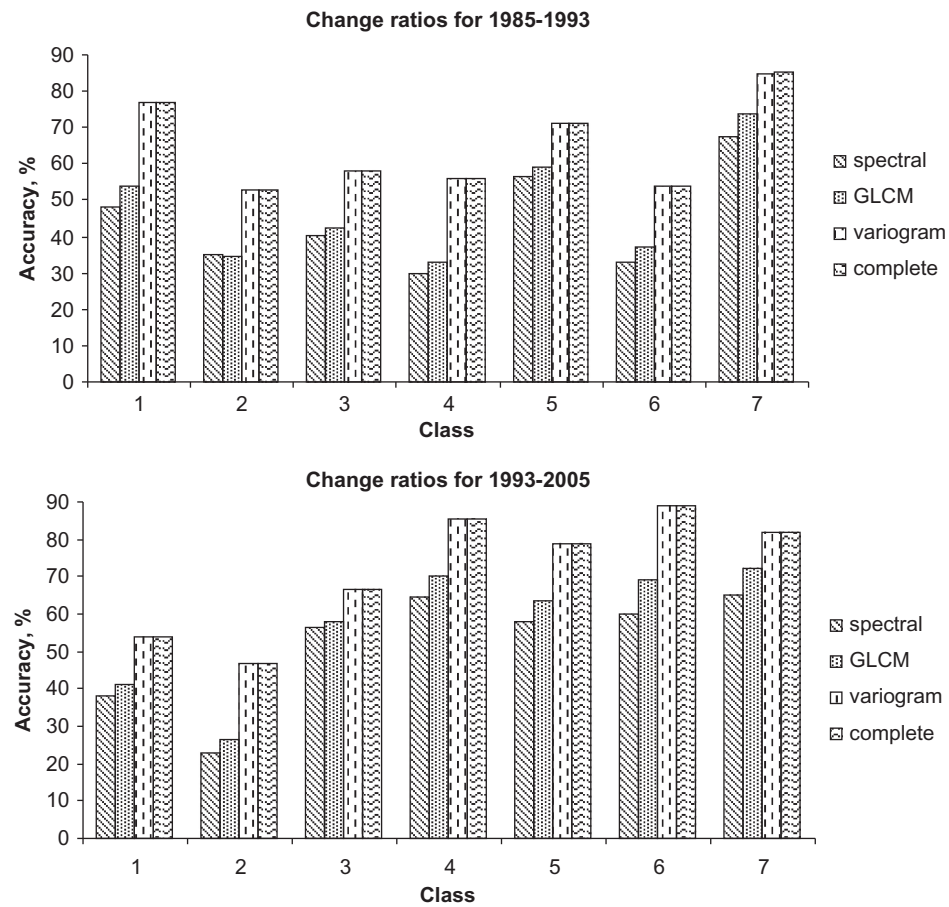 Change ratios for 1985-1993
90
80
70
60
50
40
30
20
10
0
Accuracy, %
1 2 3 4 5 6 7
Class
spectral
GLCM
variogram
complete
Change ratios for 1993-2005
90
80
70
60
50
40
30
20
10
0
Accuracy, %
1 2 3 4 5 6 7
Class
spectral
GLCM
variogram
complete